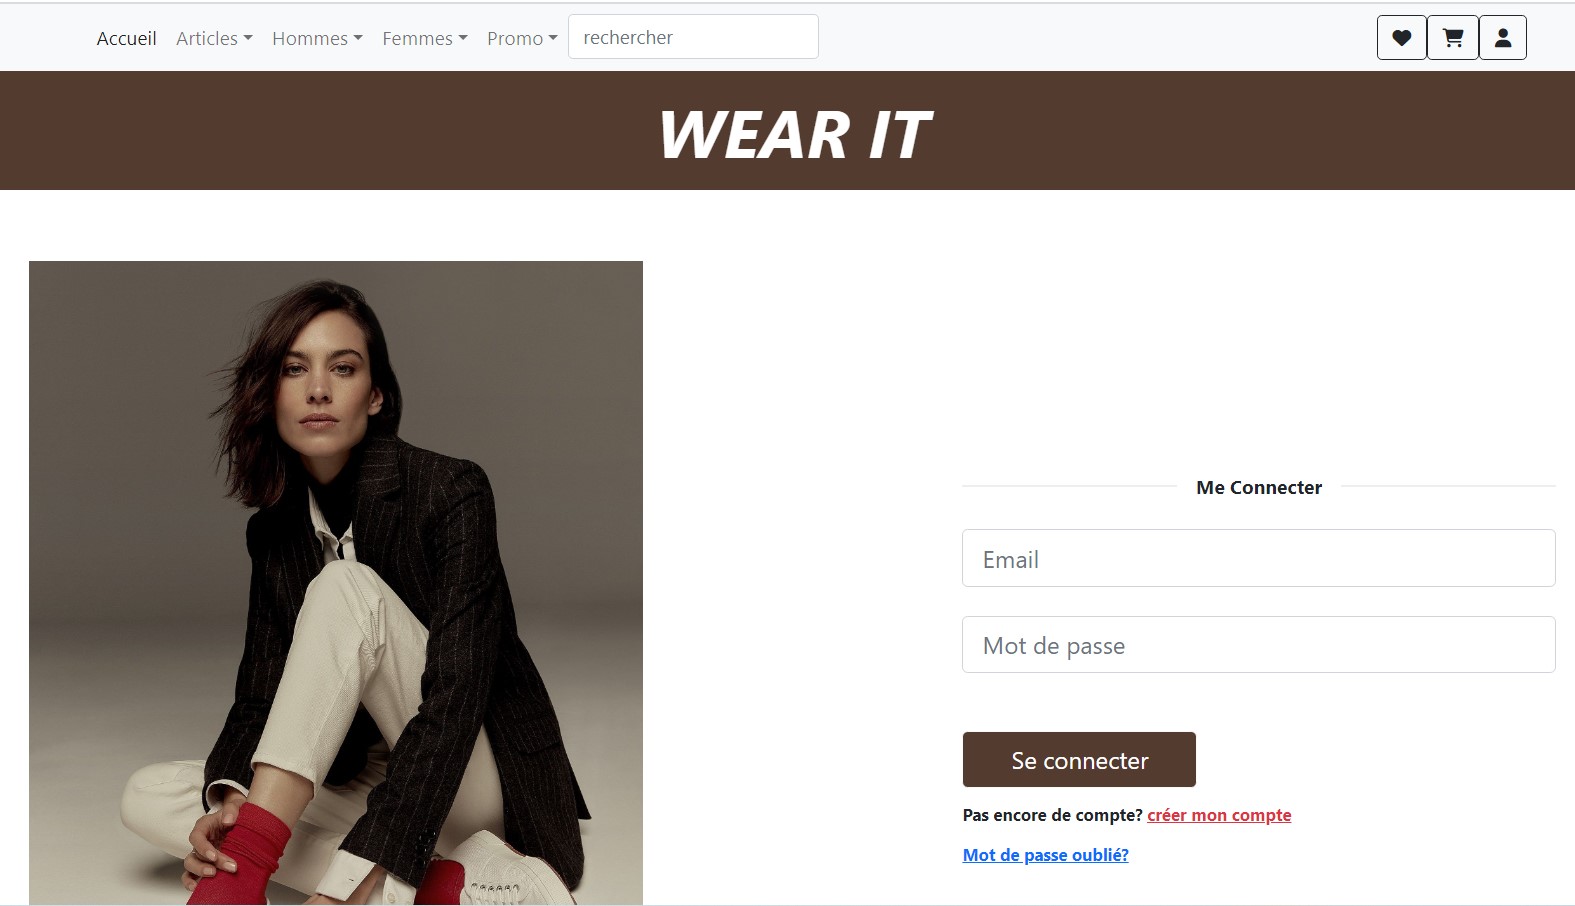 Accueil Articles Hommes Femmes Promo rechercher
WEAR IT
Me Connecter
Email
Mot de passe
Se connecter
Pas encore de compte? créer mon compte
Mot de passe oublié?